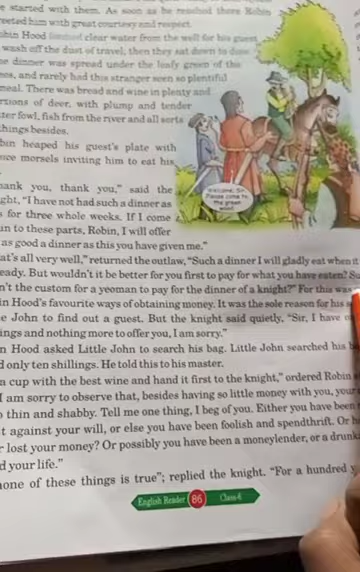 e started with them. As soon as he reached there Robin
reeted him with great courtesy and respect.
obin Hood clear water from the well for his guest
wash off the dust of travel, then they sat down to dine
e dinner was spread under the leafy green of the
es, and rarely had this stranger seen so plentiful
meal. There was bread and wine in plenty and
rtions of deer, with plump and tender
ter fowl, fish from the river and all sorts
things besides.
bin heaped his guest's plate with
ice morsels inviting him to eat his
Welcome, Sir. Please come to the green wood.
hank you, thank you," said the
ght, "I have not had such a dinner as
s for three whole weeks. If I come
in to these parts, Robin, I will offer
as good a dinner as this you have given me."
at's all very well," returned the outlaw, "Such a dinner I will gladly eat when it
eady. But wouldn't it be better for you first to pay for what you have eaten?
n't the custom for a yeoman to pay for the dinner of a knight?" For this was
in Hood's favourite ways of obtaining money. It was the sole reason for his
e John to find out a guest. But the knight said quietly, "Sir, I have
ings and nothing more to offer you, I am sorry."
n Hood asked Little John to search his bag. Little John searched his
d only ten shillings. He told this to his master.
a cup with the best wine and hand it first to the knight," ordered Robin
I am sorry to observe that, besides having so little money with you, your
thin and shabby. Tell me one thing, I beg of you. Either you have been
t against your will, or else you have been foolish and spendthrift. Or
r lost your money? Or possibly you have been a moneylender, or a
d your life."
one of these things is true"; replied the knight. "For a hundred
English Reader 86 Class-6